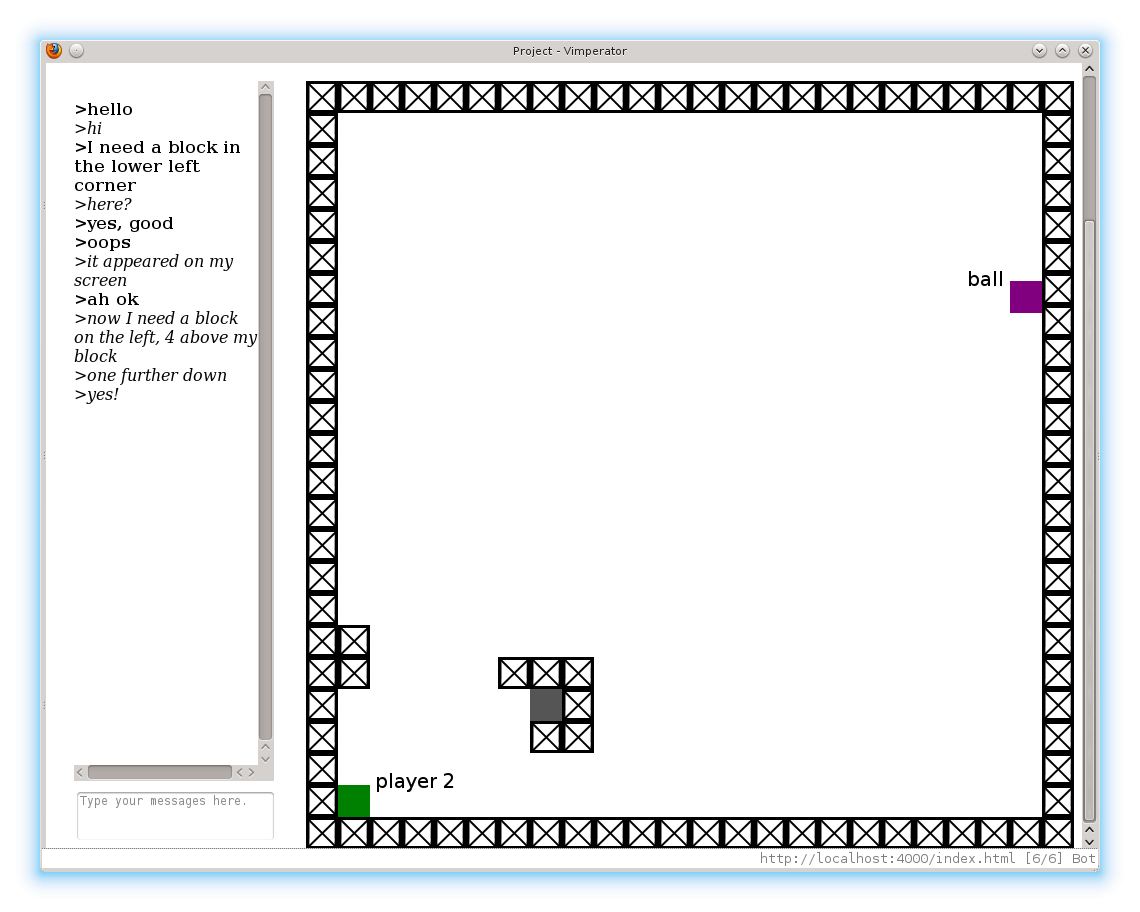 Project - Vimperator
>hello
>hi
>I need a block in
the lower left
corner
>here?
>yes, good
>oops
>it appeared on my
screen
>ah ok
>now I need a block
on the left, 4 above my
block
>one further down
>yes!
ball
player 2
Type your messages here.
http://localhost:4000/index.html [6/6] Bot